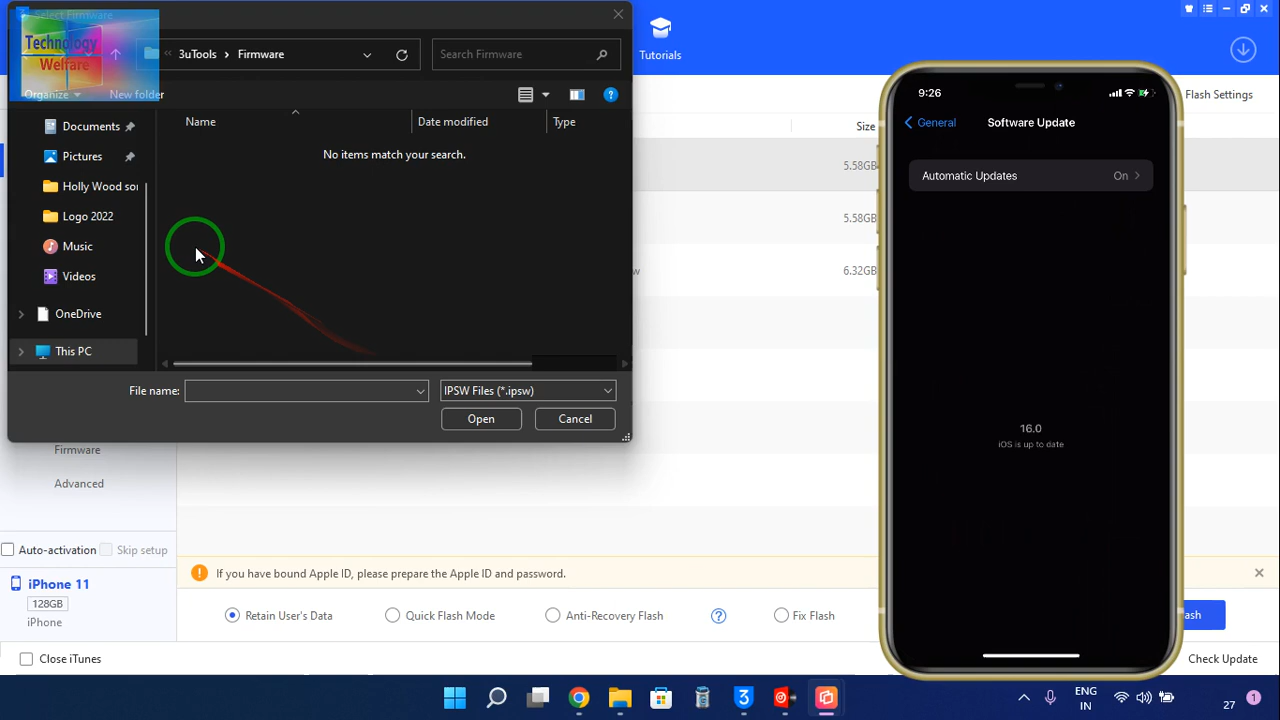 Select Firmware
Technology
Welfare
3uTools > Firmware
Search Firmware
Organize
New folder
Name
Date modified
Type
No items match your search.
Documents
Pictures
Holly Wood so
Logo 2022
Music
Videos
OneDrive
This PC
File name:
IPSW Files (*.ipsw)
Open
Cancel
Tutorials
Flash Settings
Size
5.58GB
5.58GB
w
6.32GB
Firmware
Advanced
Auto-activation
Skip setup
iPhone 11
128GB
iPhone
If you have bound Apple ID, please prepare the Apple ID and password.
Retain User's Data
Quick Flash Mode
Anti-Recovery Flash
Fix Flash
ash
Close iTunes
Check Update
9:26
General
Software Update
Automatic Updates
On
16.0
iOS is up to date
ENG
IN
27
1